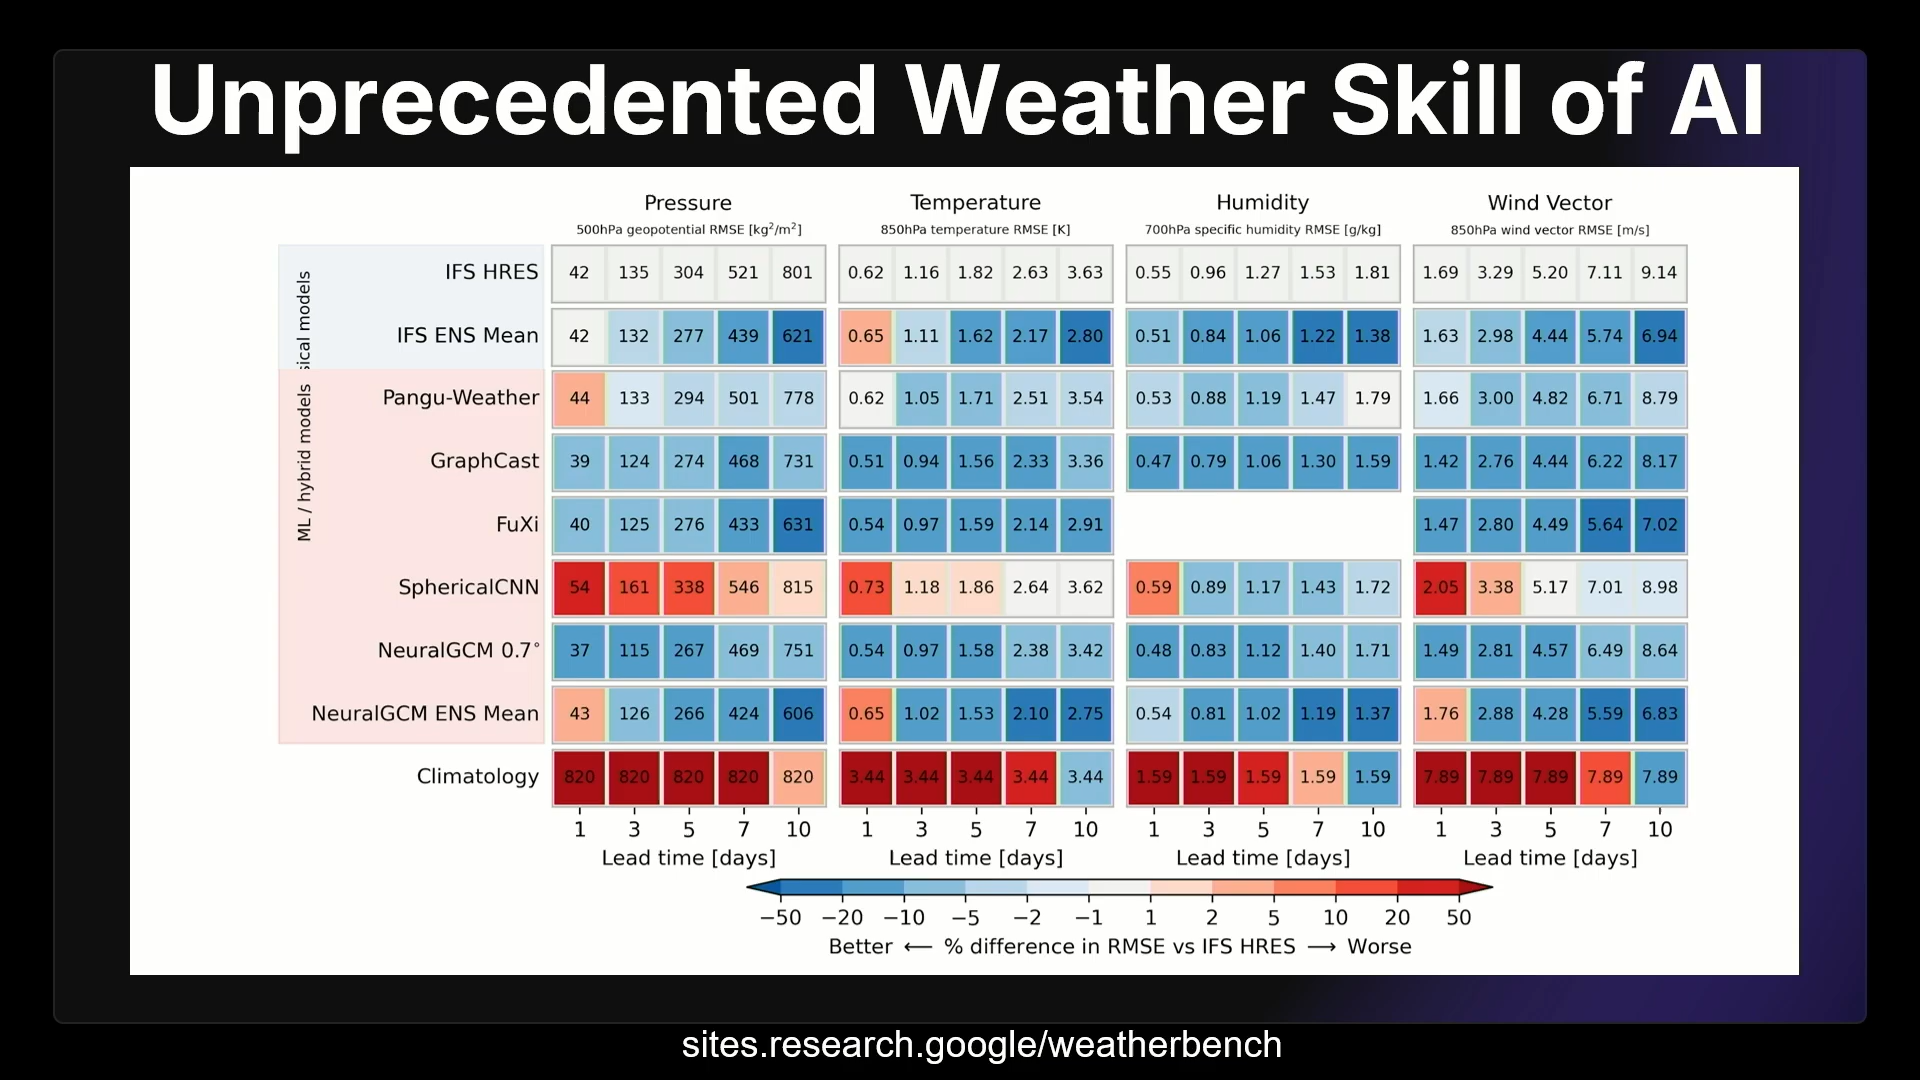 Unprecedented Weather Skill of AI
Pressure Temperature Humidity Wind Vector
500hPa geopotential RMSE [kg²/m²] 850hPa temperature RMSE [K] 700hPa specific humidity RMSE [g/kg] 850hPa wind vector RMSE [m/s]
sical models
IFS HRES 42 135 304 521 801 0.62 1.16 1.82 2.63 3.63 0.55 0.96 1.27 1.53 1.81 1.69 3.29 5.20 7.11 9.14
IFS ENS Mean 42 132 277 439 621 0.65 1.11 1.62 2.17 2.80 0.51 0.84 1.06 1.22 1.38 1.63 2.98 4.44 5.74 6.94
ML / hybrid models
Pangu-Weather 44 133 294 501 778 0.62 1.05 1.71 2.51 3.54 0.53 0.88 1.19 1.47 1.79 1.66 3.00 4.82 6.71 8.79
GraphCast 39 124 274 468 731 0.51 0.94 1.56 2.33 3.36 0.47 0.79 1.06 1.30 1.59 1.42 2.76 4.44 6.22 8.17
FuXi 40 125 276 433 631 0.54 0.97 1.59 2.14 2.91 1.47 2.80 4.49 5.64 7.02
SphericalCNN 54 161 338 546 815 0.73 1.18 1.86 2.64 3.62 0.59 0.89 1.17 1.43 1.72 2.05 3.38 5.17 7.01 8.98
NeuralGCM 0.7° 37 115 267 469 751 0.54 0.97 1.58 2.38 3.42 0.48 0.83 1.12 1.40 1.71 1.49 2.81 4.57 6.49 8.64
NeuralGCM ENS Mean 43 126 266 424 606 0.65 1.02 1.53 2.10 2.75 0.54 0.81 1.02 1.19 1.37 1.76 2.88 4.28 5.59 6.83
Climatology 820 820 820 820 820 3.44 3.44 3.44 3.44 3.44 1.59 1.59 1.59 1.59 1.59 7.89 7.89 7.89 7.89 7.89
1 3 5 7 10 1 3 5 7 10 1 3 5 7 10 1 3 5 7 10
Lead time [days] Lead time [days] Lead time [days] Lead time [days]
−50 −20 −10 −5 −2 −1 1 2 5 10 20 50
Better ⟵ % difference in RMSE vs IFS HRES ⟶ Worse
sites.research.google/weatherbench